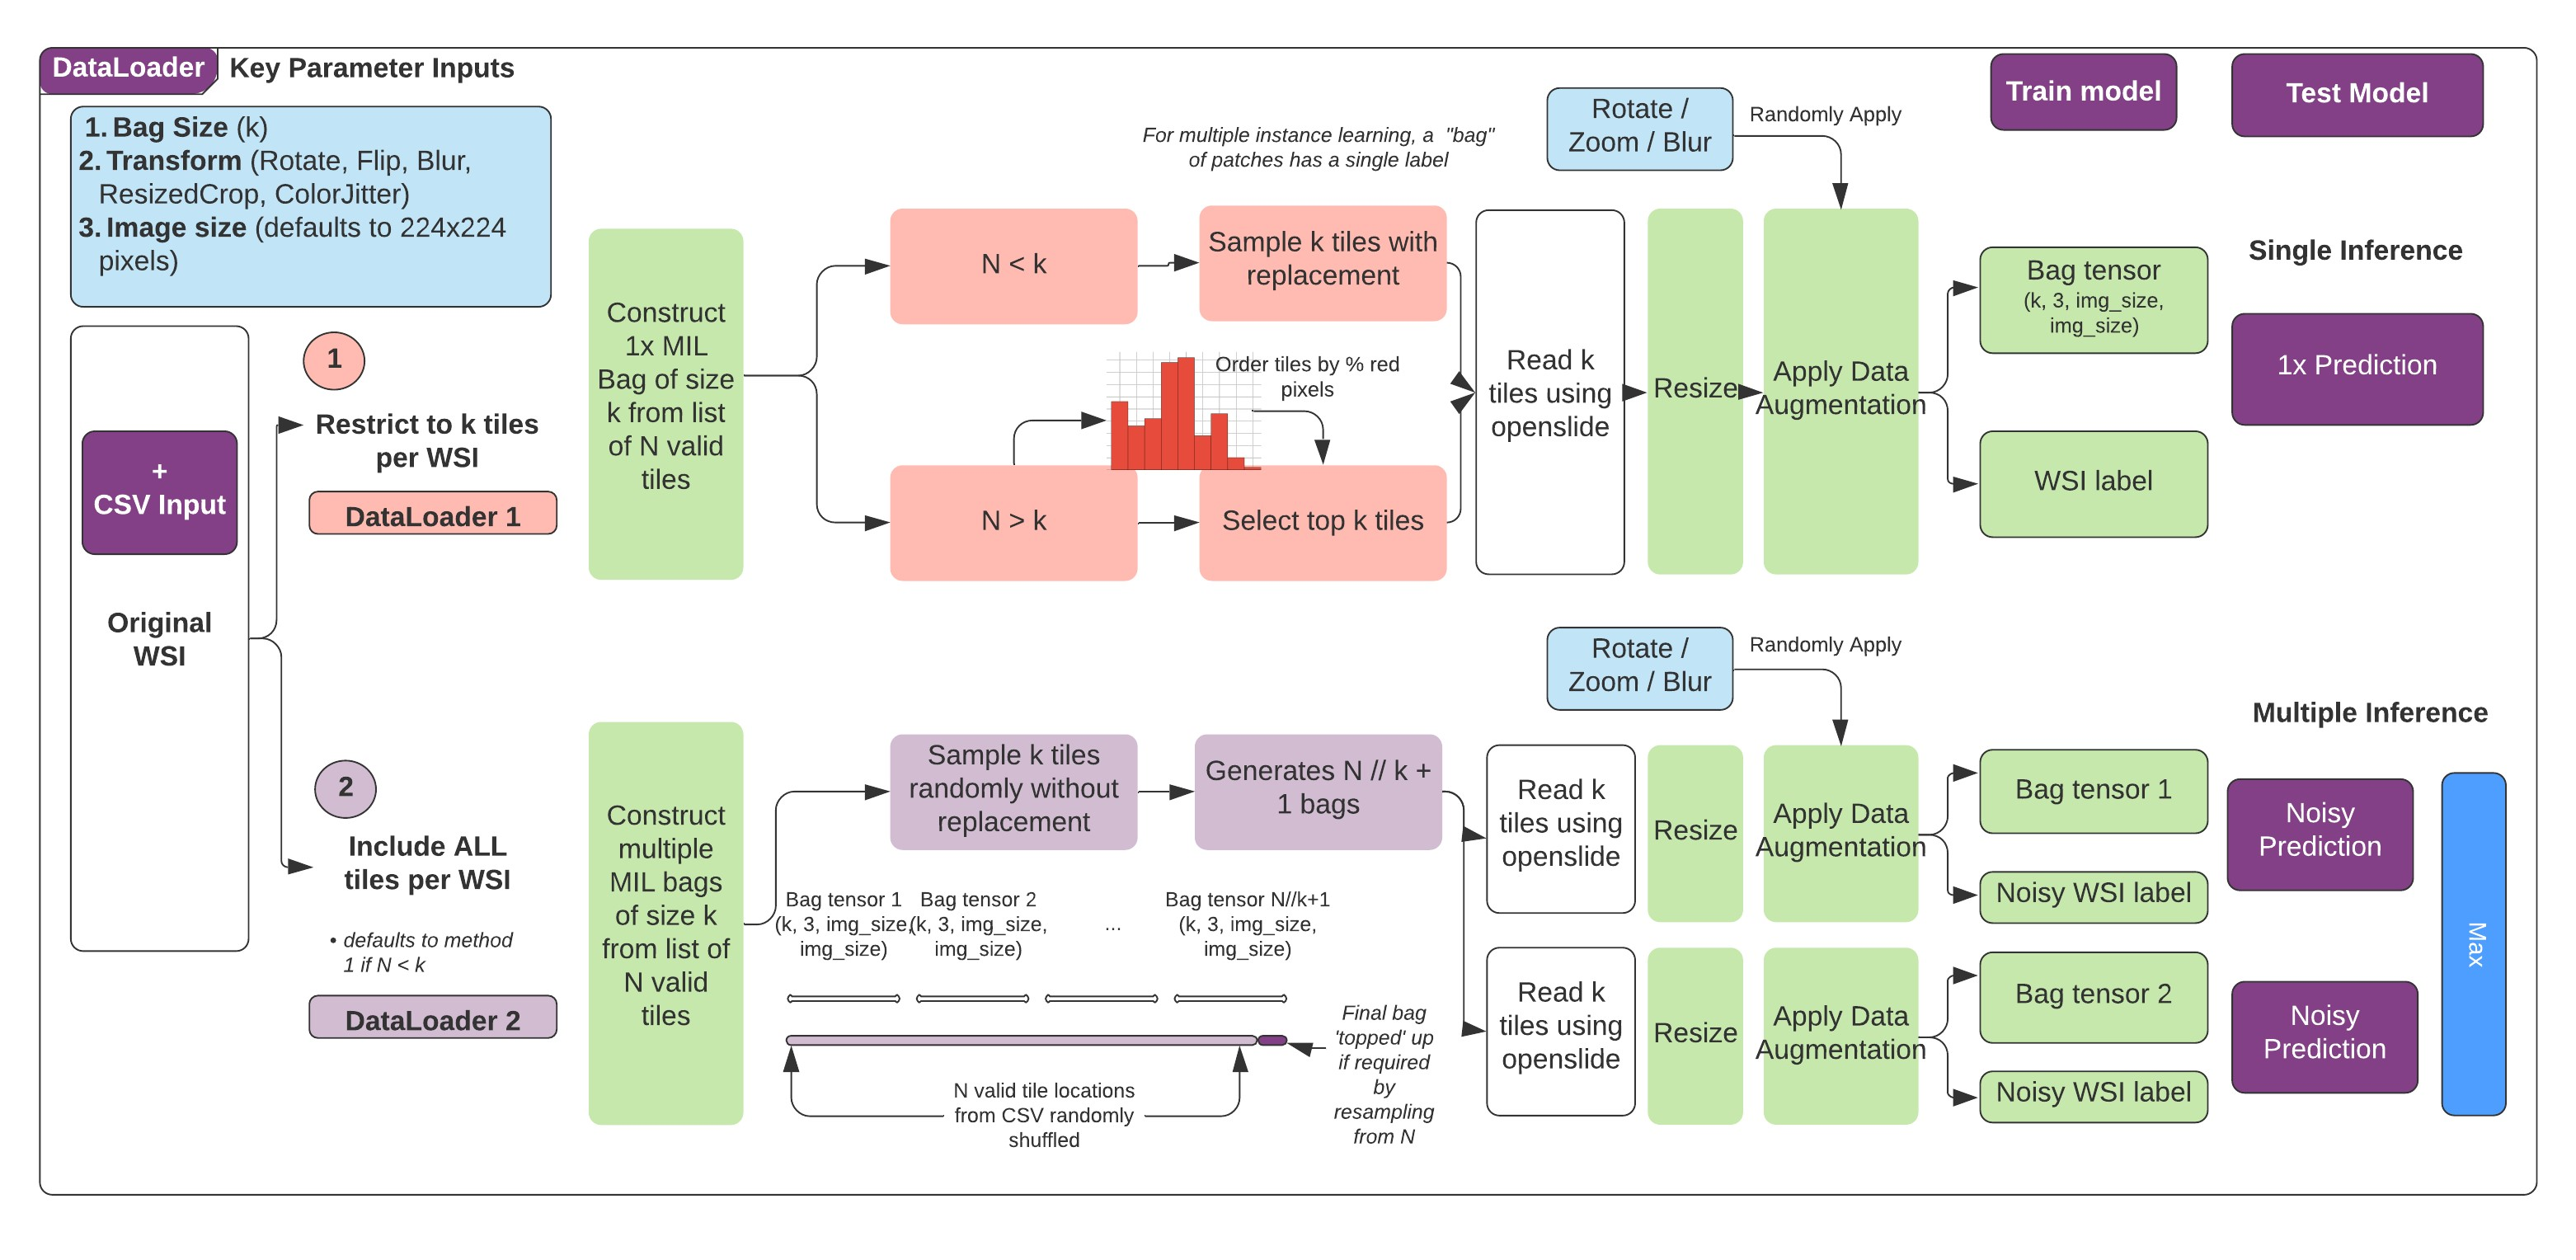 DataLoader
Key Parameter Inputs
1. Bag Size (k)
2. Transform (Rotate, Flip, Blur,
ResizedCrop, ColorJitter)
3. Image size (defaults to 224x224
pixels)
+
CSV Input
Original
WSI
1
Restrict to k tiles
per WSI
DataLoader 1
2
Include ALL
tiles per WSI
• defaults to method
1 if N < k
DataLoader 2
Construct
1x MIL
Bag of size
k from list
of N valid
tiles
N < k
Sample k tiles with
replacement
For multiple instance learning, a "bag"
of patches has a single label
Order tiles by % red
pixels
N > k
Select top k tiles
Read k
tiles using
openslide
Resize
Rotate /
Zoom / Blur
Randomly Apply
Apply Data
Augmentation
Train model
Bag tensor
(k, 3, img_size,
img_size)
WSI label
Test Model
Single Inference
1x Prediction
Construct
multiple
MIL bags
of size k
from list of
N valid
tiles
Sample k tiles
randomly without
replacement
Generates N // k +
1 bags
Bag tensor 1
(k, 3, img_size,
img_size)
Bag tensor 2
(k, 3, img_size,
img_size)
...
Bag tensor N//k+1
(k, 3, img_size,
img_size)
N valid tile locations
from CSV randomly
shuffled
Final bag
'topped' up
if required
by
resampling
from N
Rotate /
Zoom / Blur
Randomly Apply
Read k
tiles using
openslide
Resize
Apply Data
Augmentation
Bag tensor 1
Noisy WSI label
Read k
tiles using
openslide
Resize
Apply Data
Augmentation
Bag tensor 2
Noisy WSI label
Multiple Inference
Noisy
Prediction
Noisy
Prediction
Max